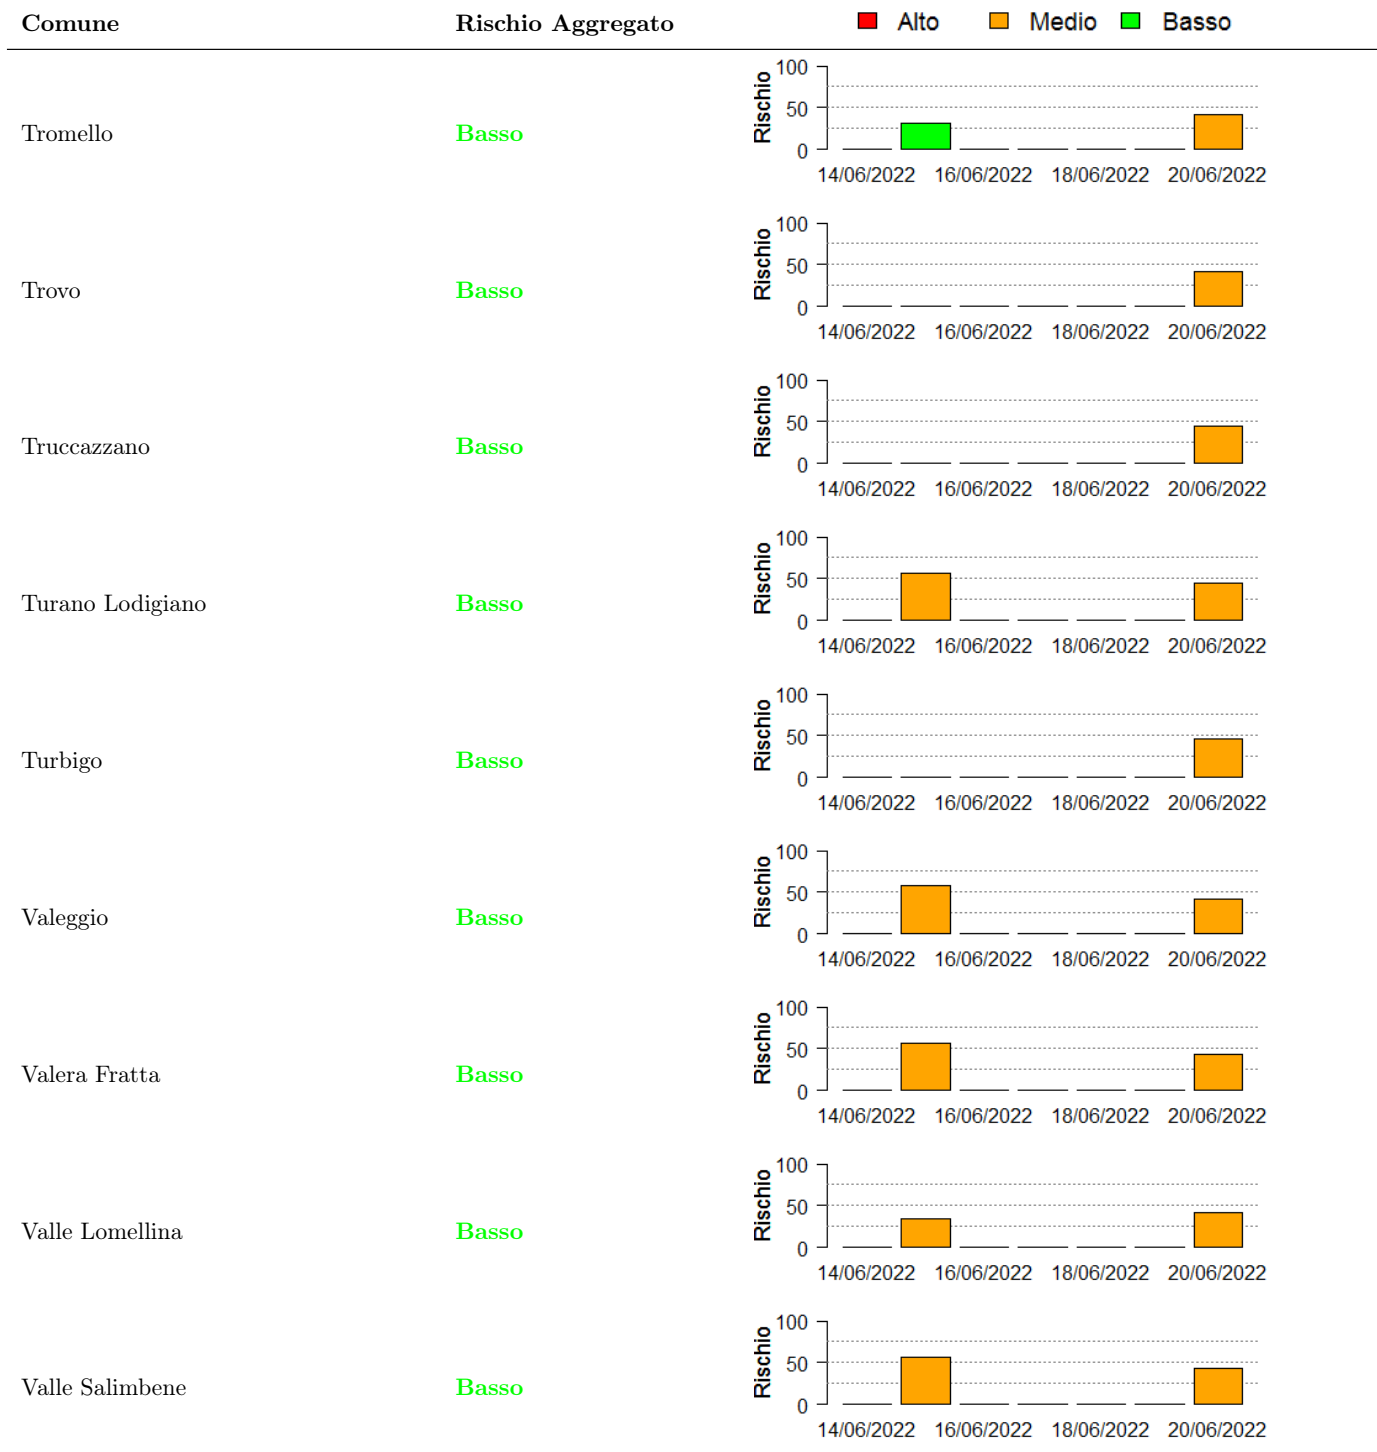 Comune Rischio Aggregato Alto Medio Basso
Tromello Basso Rischio 100 50 0
14/06/2022 16/06/2022 18/06/2022 20/06/2022
Trovo Basso Rischio 100 50 0
14/06/2022 16/06/2022 18/06/2022 20/06/2022
Truccazzano Basso Rischio 100 50 0
14/06/2022 16/06/2022 18/06/2022 20/06/2022
Turano Lodigiano Basso Rischio 100 50 0
14/06/2022 16/06/2022 18/06/2022 20/06/2022
Turbigo Basso Rischio 100 50 0
14/06/2022 16/06/2022 18/06/2022 20/06/2022
Valeggio Basso Rischio 100 50 0
14/06/2022 16/06/2022 18/06/2022 20/06/2022
Valera Fratta Basso Rischio 100 50 0
14/06/2022 16/06/2022 18/06/2022 20/06/2022
Valle Lomellina Basso Rischio 100 50 0
14/06/2022 16/06/2022 18/06/2022 20/06/2022
Valle Salimbene Basso Rischio 100 50 0
14/06/2022 16/06/2022 18/06/2022 20/06/2022